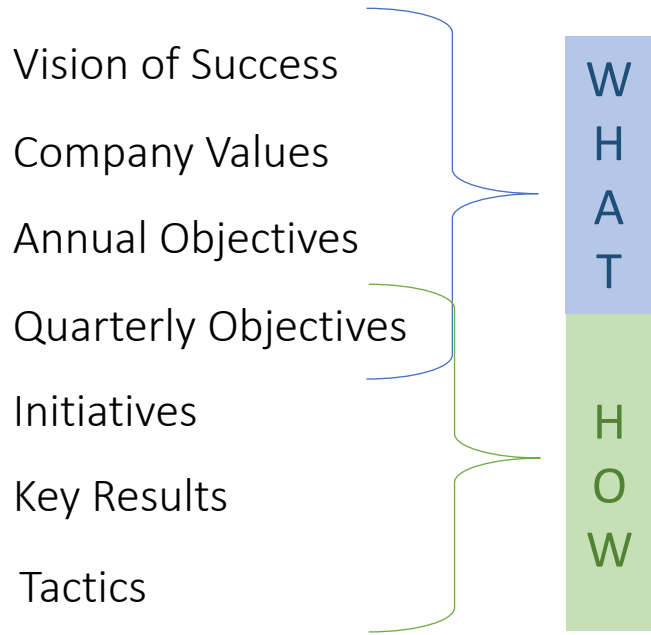 Vision of Success
Company Values
Annual Objectives
Quarterly Objectives
Initiatives
Key Results
Tactics
W
H
A
T
H
O
W